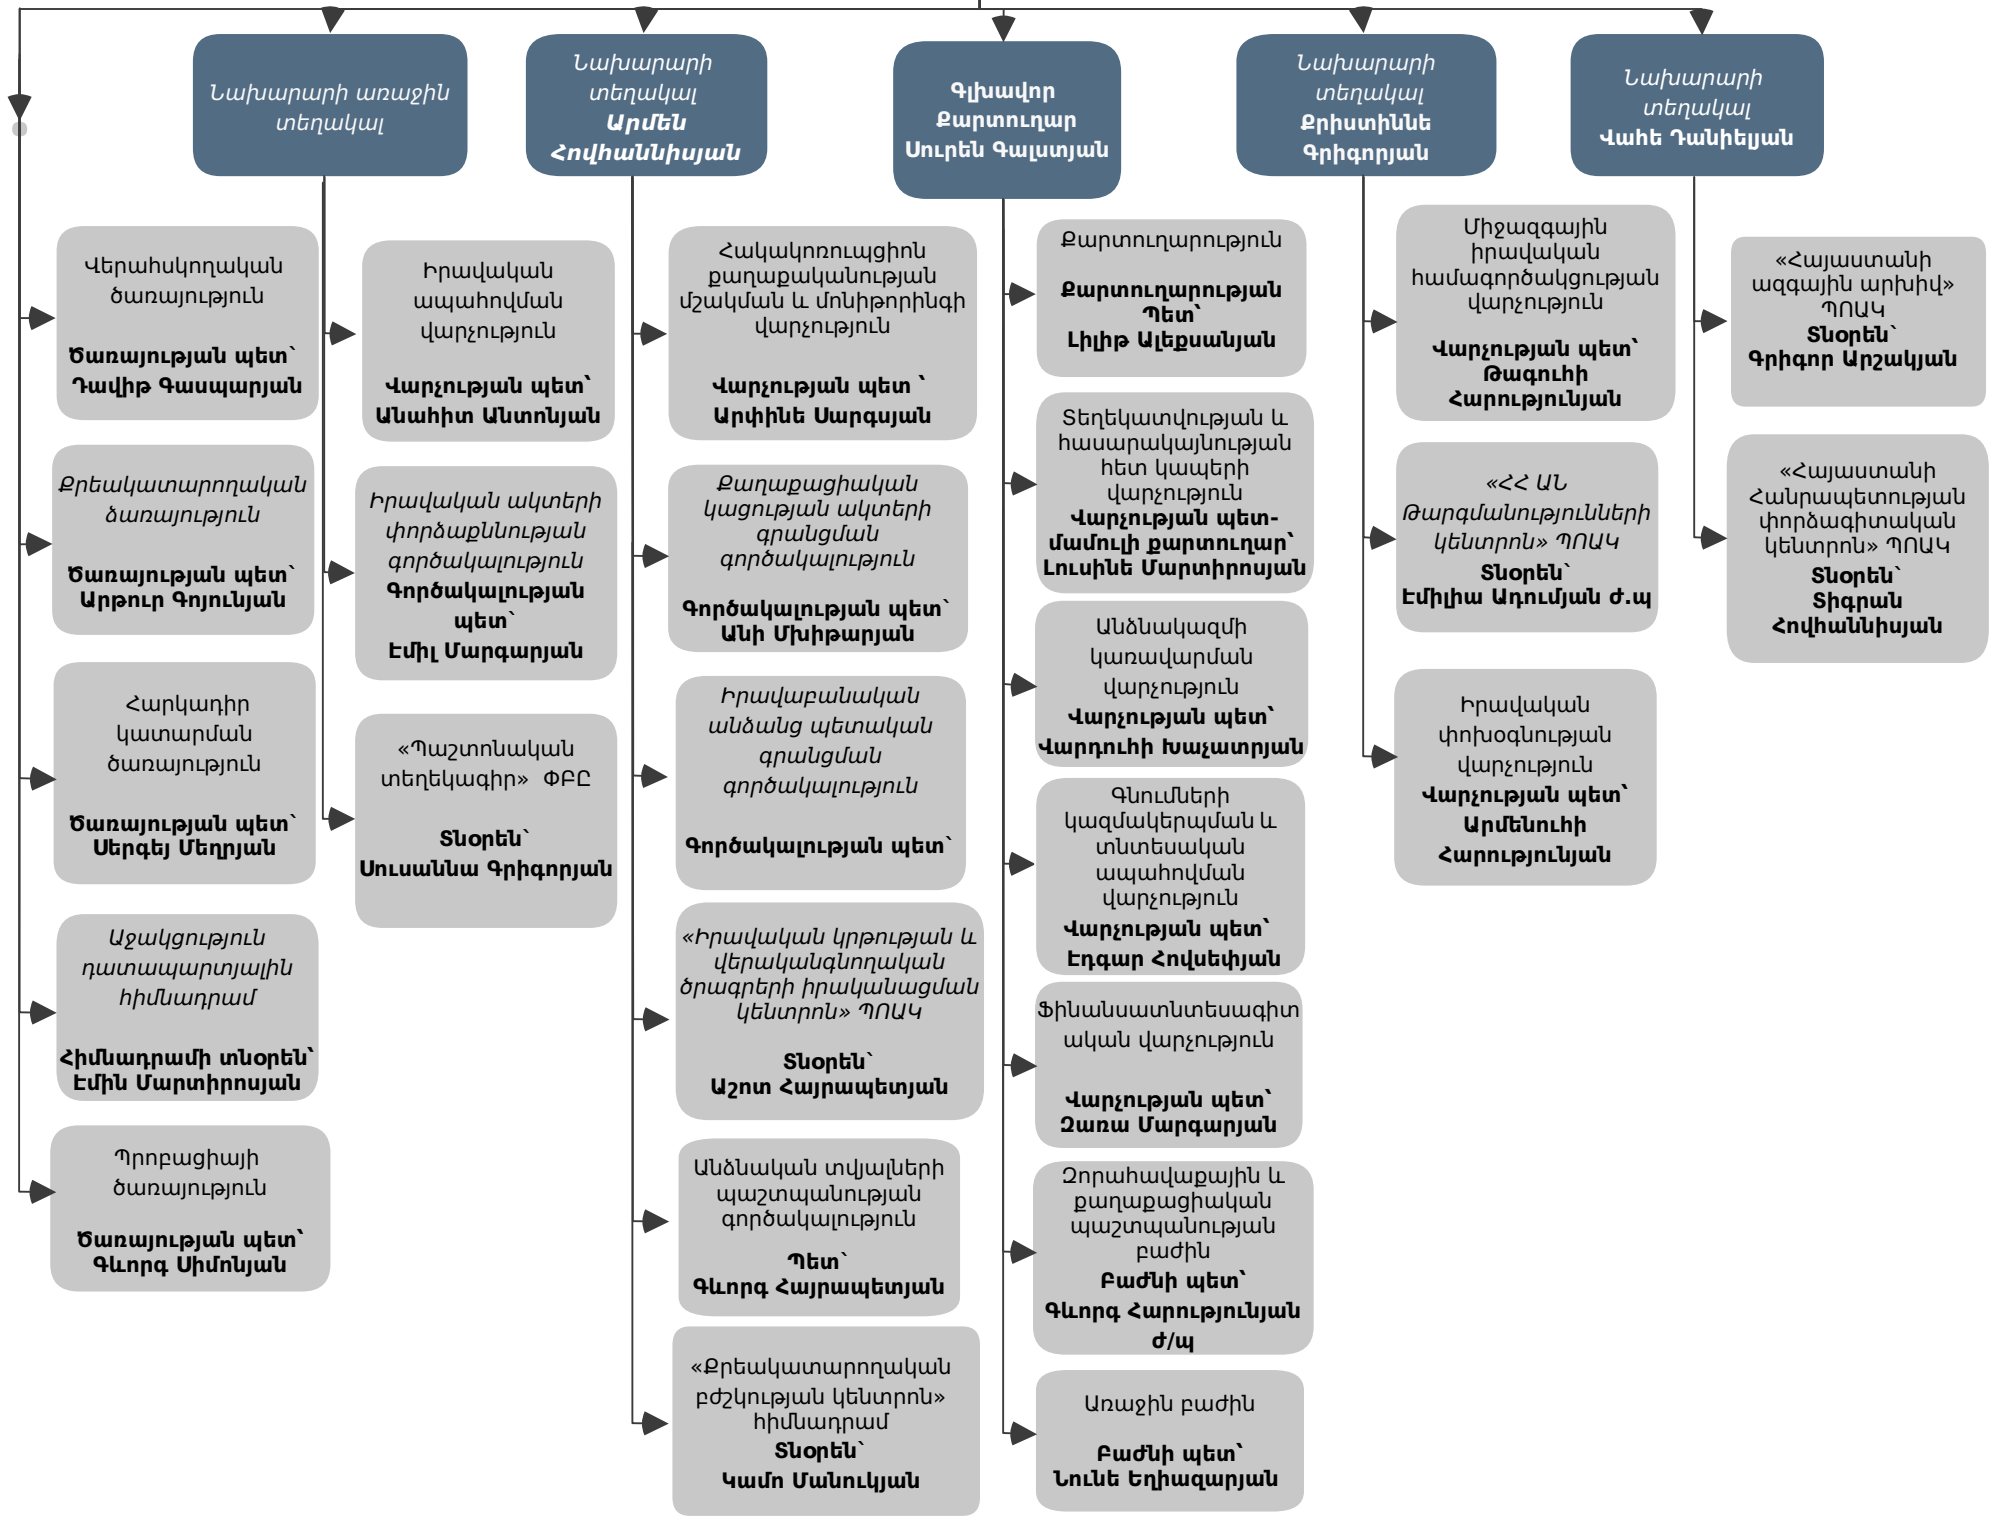 Նախարարի առաջին
տեղակալ
Նախարարի
տեղակալ
Արմեն
Հովհաննիսյան
Գլխավոր
Քարտուղար
Սուրեն Գալստյան
Նախարարի
տեղակալ
Քրիստիննե
Գրիգորյան
Նախարարի
տեղակալ
Վահե Դանիելյան
Վերահսկողական
ծառայություն
Ծառայության պետ՝
Դավիթ Գասպարյան
Քրեակատարողական
ծառայություն
Ծառայության պետ՝
Արթուր Գոյունյան
Հարկադիր
կատարման
ծառայություն
Ծառայության պետ՝
Սերգեյ Մեղրյան
Աջակցություն
դատապարտյալին
հիմնադրամ
Հիմնադրամի տնօրեն՝
Էմին Մարտիրոսյան
Պրոբացիայի
ծառայություն
Ծառայության պետ՝
Գևորգ Սիմոնյան
Իրավական
ապահովման
վարչություն
Վարչության պետ՝
Անահիտ Անտոնյան
Իրավական ակտերի
փորձաքննության
գործակալություն
Գործակալության
պետ՝
Էմիլ Մարգարյան
«Պաշտոնական
տեղեկագիր»  ՓԲԸ
Տնօրեն՝
Սուսաննա Գրիգորյան
Հակակոռուպցիոն
քաղաքականության
մշակման և մոնիթորինգի
վարչություն
Վարչության պետ ՝
Արփինե Սարգսյան
Քաղաքացիական
կացության ակտերի
գրանցման
գործակալություն
Գործակալության պետ՝
Անի Մխիթարյան
Իրավաբանական
անձանց պետական
գրանցման
գործակալություն
Գործակալության պետ՝
«Իրավական կրթության և
վերականգնողական
ծրագրերի իրականացման
կենտրոն» ՊՈԱԿ
Տնօրեն՝
Աշոտ Հայրապետյան
Անձնական տվյալների
պաշտպանության
գործակալություն
Պետ՝
Գևորգ Հայրապետյան
«Քրեակատարողական
բժշկության կենտրոն»
հիմնադրամ
Տնօրեն՝
Կամո Մանուկյան
Քարտուղարություն
Քարտուղարության
Պետ՝
Լիլիթ Ալեքսանյան
Տեղեկատվության և
հասարակայնության
հետ կապերի
վարչություն
Վարչության պետ-
մամուլի քարտուղար՝
Լուսինե Մարտիրոսյան
Անձնակազմի
կառավարման
վարչություն
Վարչության պետ՝
Վարդուհի Խաչատրյան
Գնումների
կազմակերպման և
տնտեսական
ապահովման
վարչություն
Վարչության պետ՝
Էդգար Հովսեփյան
Ֆինանսատնտեսագիտ
ական վարչություն
Վարչության պետ՝
Զառա Մարգարյան
Զորահավաքային և
քաղաքացիական
պաշտպանության
բաժին
Բաժնի պետ՝
Գևորգ Հարությունյան
ժ/պ
Առաջին բաժին
Բաժնի պետ՝
Նունե Եղիազարյան
Միջազգային
իրավական
համագործակցության
վարչություն
Վարչության պետ՝
Թագուհի
Հարությունյան
«ՀՀ ԱՆ
Թարգմանությունների
կենտրոն» ՊՈԱԿ
Տնօրեն՝
Էմիլիա Ադումյան ժ.պ
Իրավական
փոխօգնության
վարչություն
Վարչության պետ՝
Արմենուհի
Հարությունյան
«Հայաստանի
ազգային արխիվ»
ՊՈԱԿ
Տնօրեն՝
Գրիգոր Արշակյան
«Հայաստանի
Հանրապետության
փորձագիտական
կենտրոն» ՊՈԱԿ
Տնօրեն՝
Տիգրան
Հովհաննիսյան